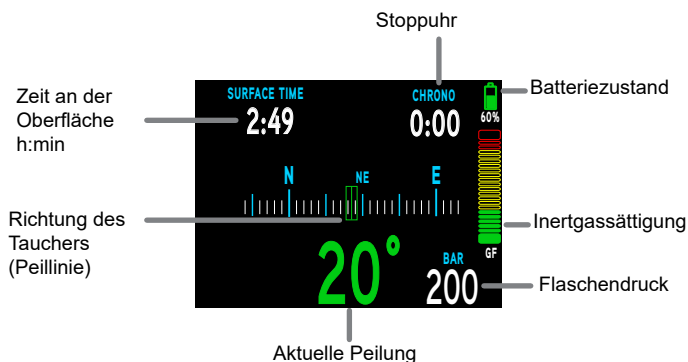 Stoppuhr
Zeit an der
Oberfläche
h:min
SURFACE TIME
2:49
CHRONO
0:00
60%
Batteriezustand
N
NE
E
Richtung des
Tauchers
(Peillinie)
20°
BAR
200
GF
Inertgassättigung
Flaschendruck
Aktuelle Peilung